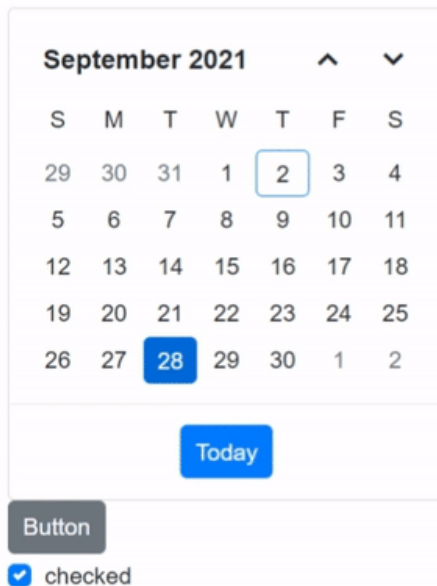 September 2021
S M T W T F S
29 30 31 1 2 3 4
5 6 7 8 9 10 11
12 13 14 15 16 17 18
19 20 21 22 23 24 25
26 27 28 29 30 1 2
Today
Button
checked